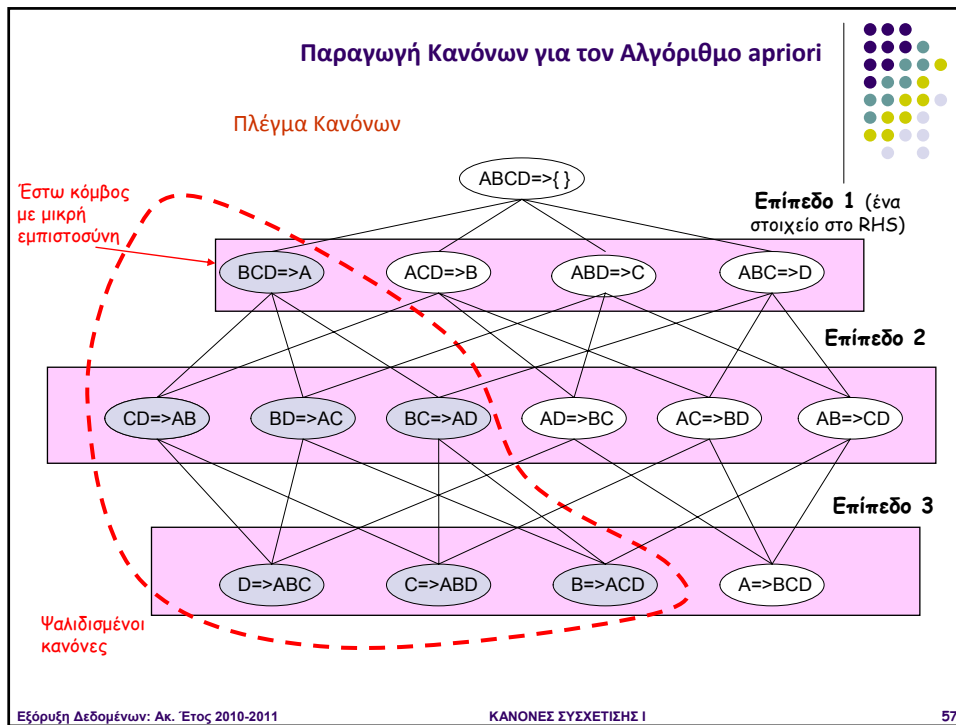 Παραγωγή Κανόνων για τον Αλγόριθμο apriori
Πλέγμα Κανόνων
Έστω κόμβος
με μικρή
εμπιστοσύνη
ABCD=>{ }
Επίπεδο 1 (ένα
στοιχείο στο RHS)
BCD=>A ACD=>B ABD=>C ABC=>D
Επίπεδο 2
CD=>AB BD=>AC BC=>AD AD=>BC AC=>BD AB=>CD
Επίπεδο 3
D=>ABC C=>ABD B=>ACD A=>BCD
Ψαλιδισμένοι
κανόνες
Εξόρυξη Δεδομένων: Ακ. Έτος 2010-2011 ΚΑΝΟΝΕΣ ΣΥΣΧΕΤΙΣΗΣ Ι 57